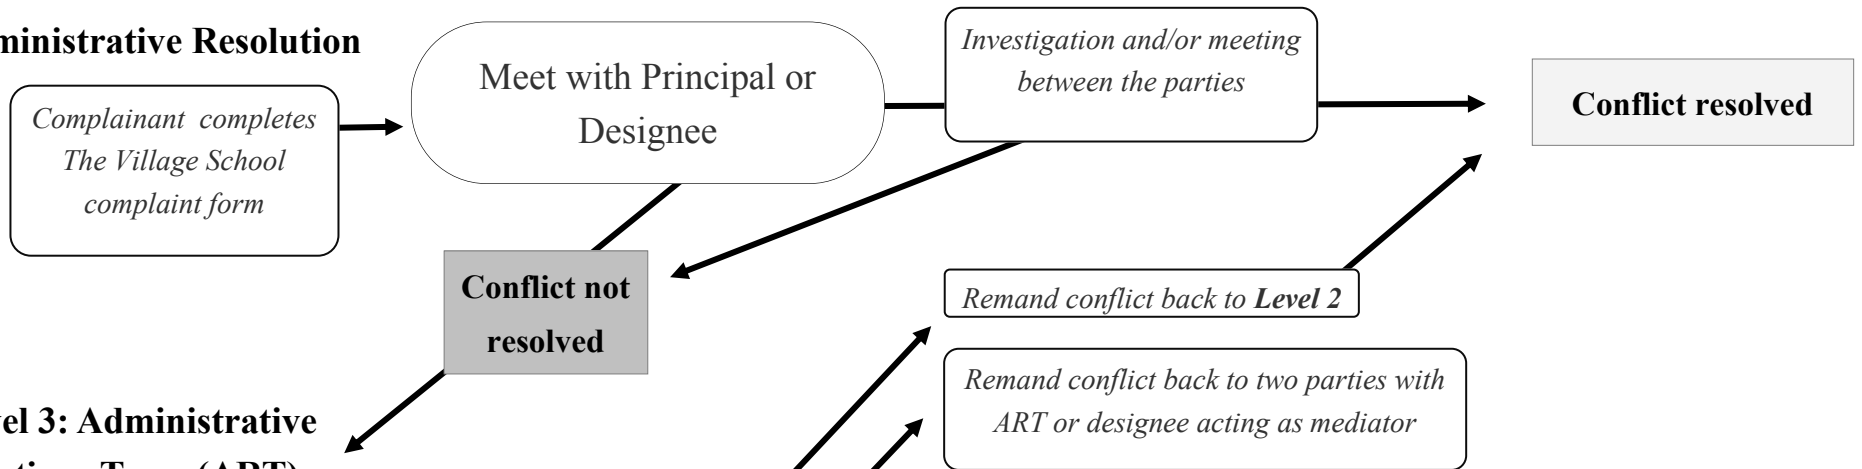 ministrative Resolution
Complainant completes
The Village School
complaint form
Meet with Principal or
Designee
Investigation and/or meeting
between the parties
Conflict resolved
Conflict not
resolved
Remand conflict back to Level 2
Remand conflict back to two parties with
ART or designee acting as mediator
el 3: Administrative
(ART)